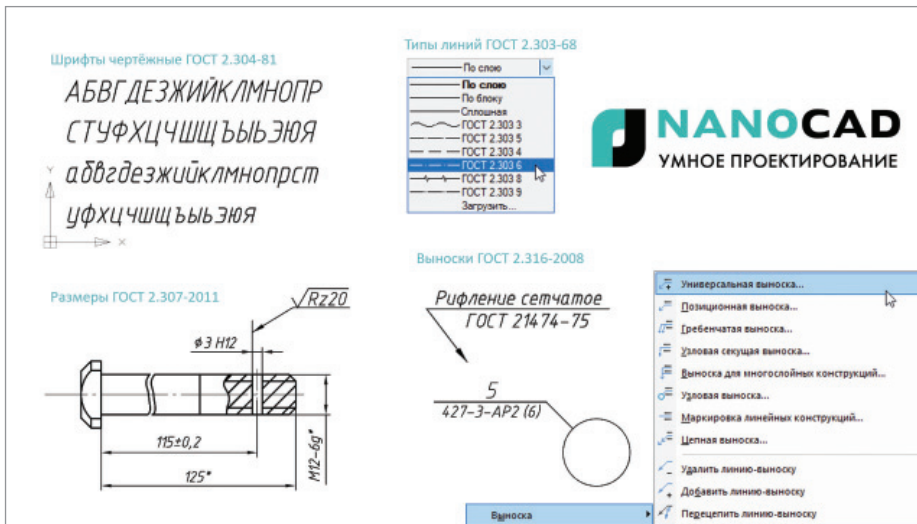 Шрифты чертёжные ГОСТ 2.304-81
АБВГДЕЗЖИЙКЛМНОПР
СТУФХЦЧШЩЪЫЬЭЮЯ
абвгдезжийклмнопрст
уфхцчшщъыьэюя
Y
X
Типы линий ГОСТ 2.303-68
По слою
По слою
По блоку
Сплошная
ГОСТ 2.303 3
ГОСТ 2.303 5
ГОСТ 2.303 4
ГОСТ 2.303 6
ГОСТ 2.303 8
ГОСТ 2.303 9
Загрузить...
NANOCAD
УМНОЕ ПРОЕКТИРОВАНИЕ
Размеры ГОСТ 2.307-2011
Rz20
ø3 H12
115±0,2
125*
M12-6g*
Выноски ГОСТ 2.316-2008
Рифление сетчатое
ГОСТ 21474-75
5
427-3-АР2 (6)
Выноска
Универсальная выноска...
Позиционная выноска...
Гребенчатая выноска...
Узловая секущая выноска...
Выноска для многослойных конструкций...
Узловая выноска...
Маркировка линейных конструкций...
Цепная выноска...
Удалить линию-выноску
Добавить линию-выноску
Перецепить линию-выноску